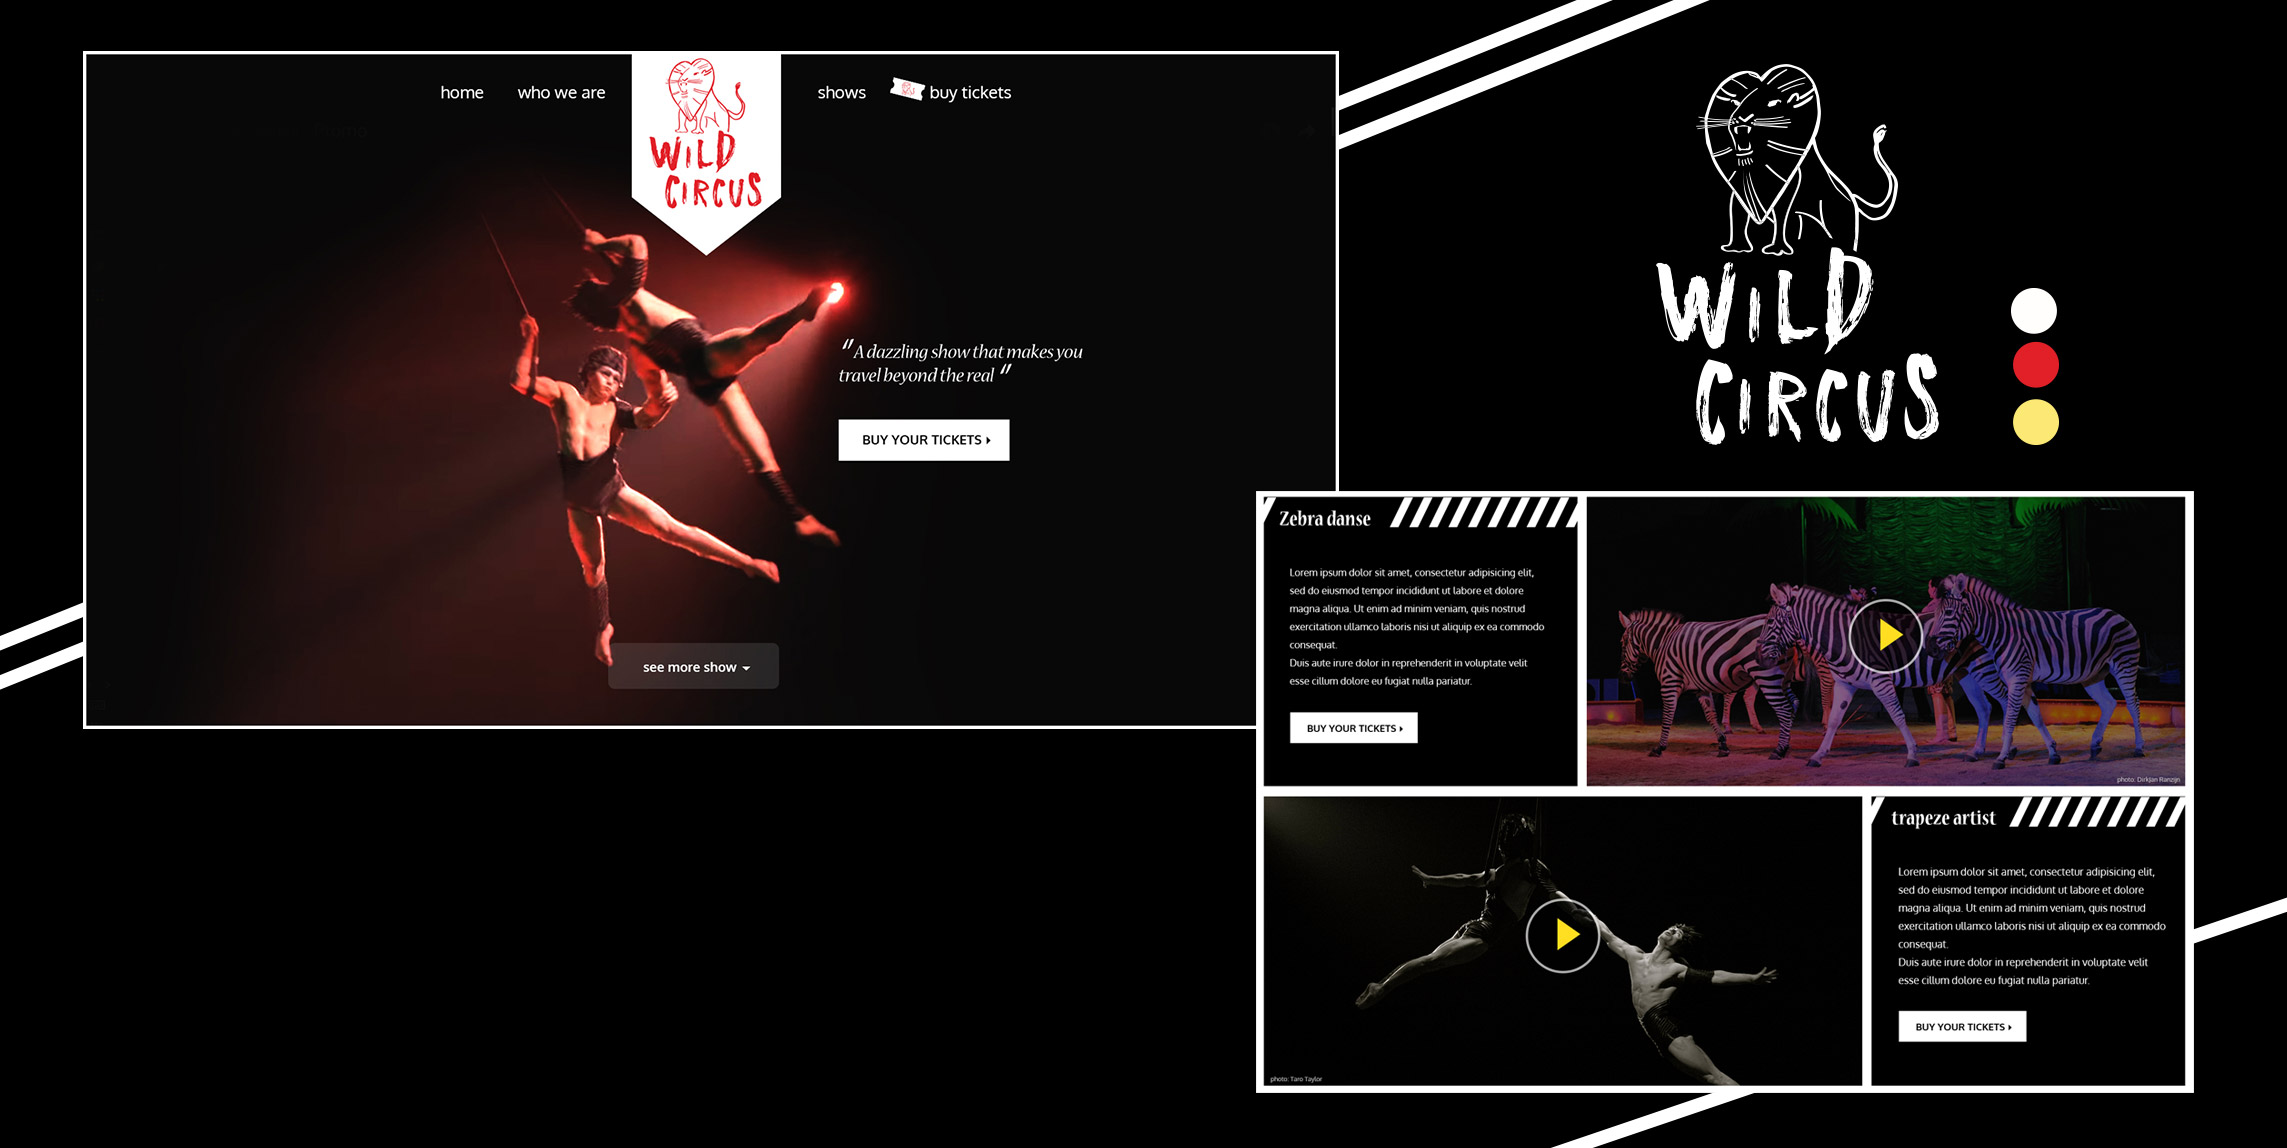 home
who we are
WiLD
CiRCUS
shows
buy tickets
"A dazzling show that makes you
travel beyond the real"
BUY YOUR TICKETS
see more show
WiLD
CiRCUS
Zebra danse
Lorem ipsum dolor sit amet, consectetur adipisicing elit,
sed do eiusmod tempor incididunt ut labore et dolore
magna aliqua. Ut enim ad minim veniam, quis nostrud
exercitation ullamco laboris nisi ut aliquip ex ea commodo
consequat.
Duis aute irure dolor in reprehenderit in voluptate velit
esse cillum dolore eu fugiat nulla pariatur.
BUY YOUR TICKETS
photo: DirkJan Ranzijn
trapeze artist
Lorem ipsum dolor sit amet, consectetur adipisicing elit,
sed do eiusmod tempor incididunt ut labore et dolore
magna aliqua. Ut enim ad minim veniam, quis nostrud
exercitation ullamco laboris nisi ut aliquip ex ea commodo
consequat.
Duis aute irure dolor in reprehenderit in voluptate velit
esse cillum dolore eu fugiat nulla pariatur.
BUY YOUR TICKETS
photo: Taro Taylor